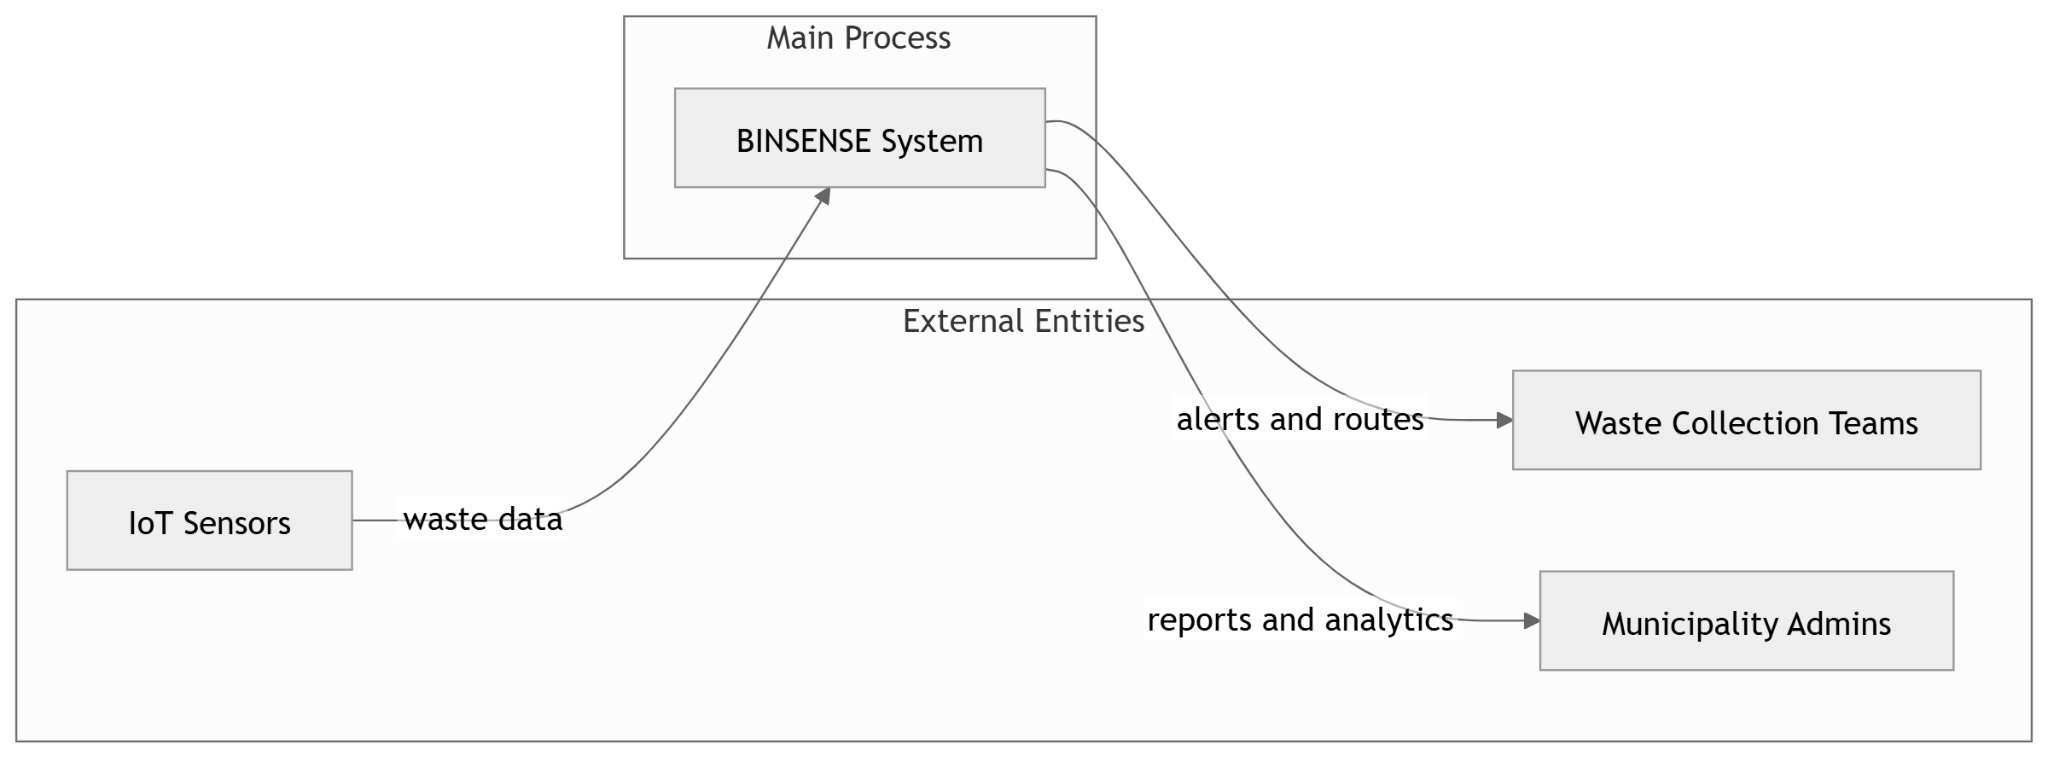 Main Process
BINSENSE System
External Entities
alerts and routes
Waste Collection Teams
IoT Sensors
waste data
reports and analytics
Municipality Admins